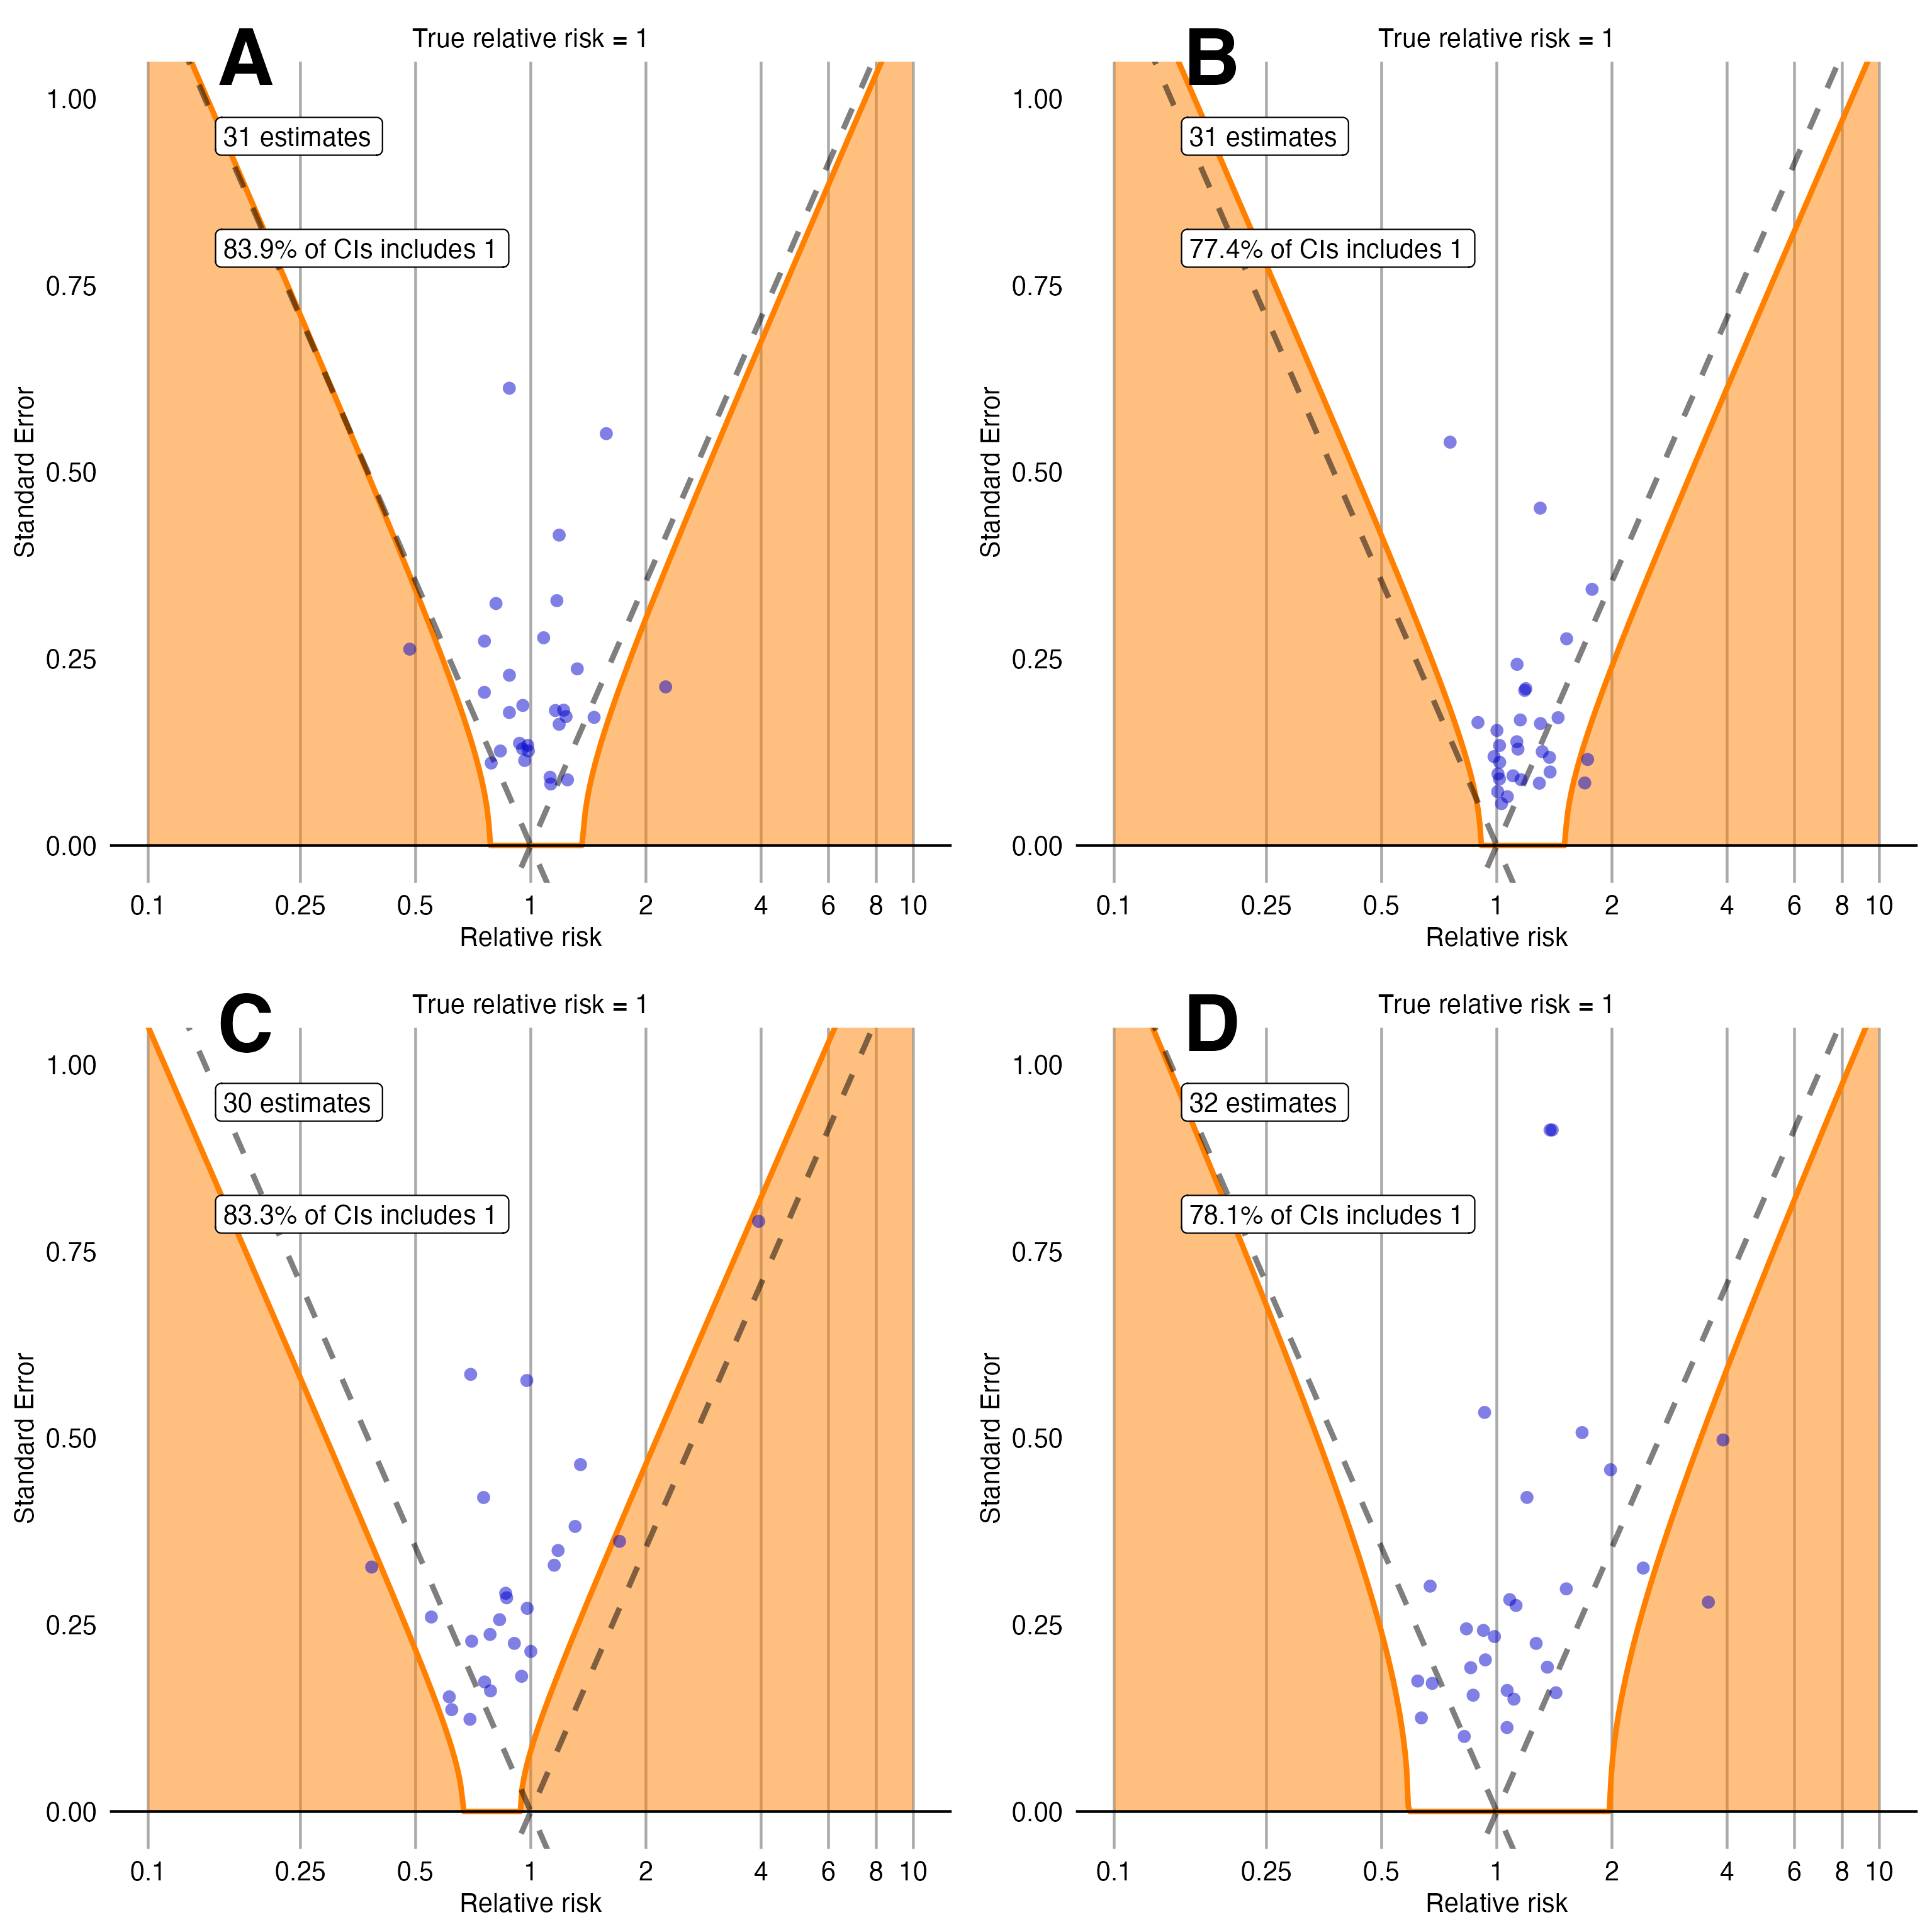 A
True relative risk = 1
31 estimates
83.9% of CIs includes 1
Standard Error
1.00
0.75
0.50
0.25
0.00
0.1 0.25 0.5 1 2 4 6 8 10
Relative risk
B
True relative risk = 1
31 estimates
77.4% of CIs includes 1
Standard Error
1.00
0.75
0.50
0.25
0.00
0.1 0.25 0.5 1 2 4 6 8 10
Relative risk
C
True relative risk = 1
30 estimates
83.3% of CIs includes 1
Standard Error
1.00
0.75
0.50
0.25
0.00
0.1 0.25 0.5 1 2 4 6 8 10
Relative risk
D
True relative risk = 1
32 estimates
78.1% of CIs includes 1
Standard Error
1.00
0.75
0.50
0.25
0.00
0.1 0.25 0.5 1 2 4 6 8 10
Relative risk